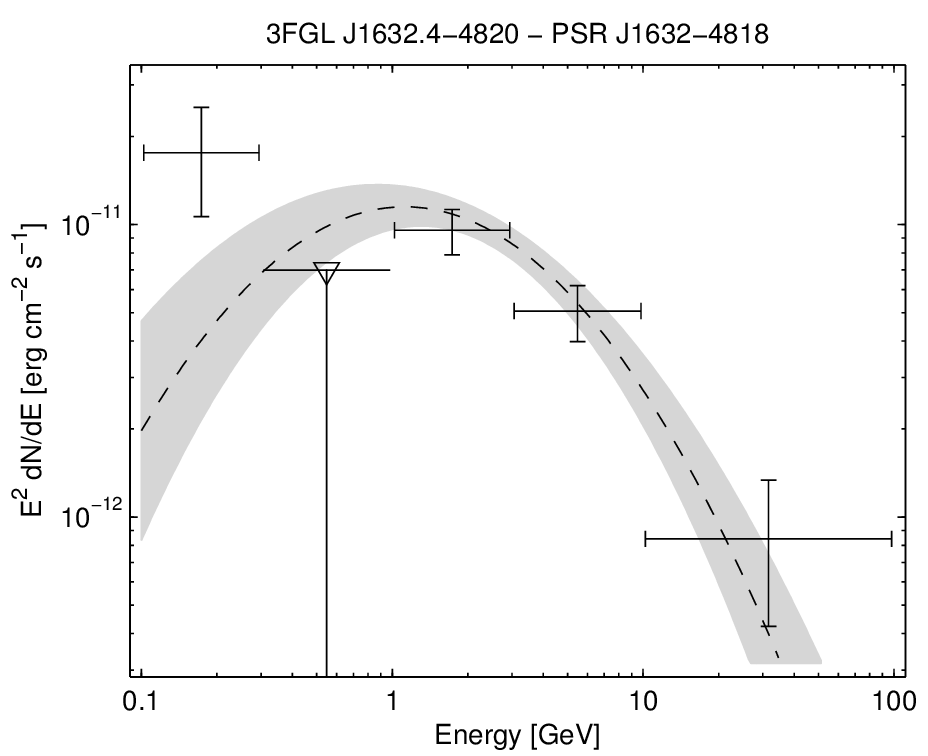 3FGL J1632.4−4820 − PSR J1632−4818
E² dN/dE [erg cm⁻² s⁻¹]
10⁻¹¹
10⁻¹²
0.1 1 10 100
Energy [GeV]